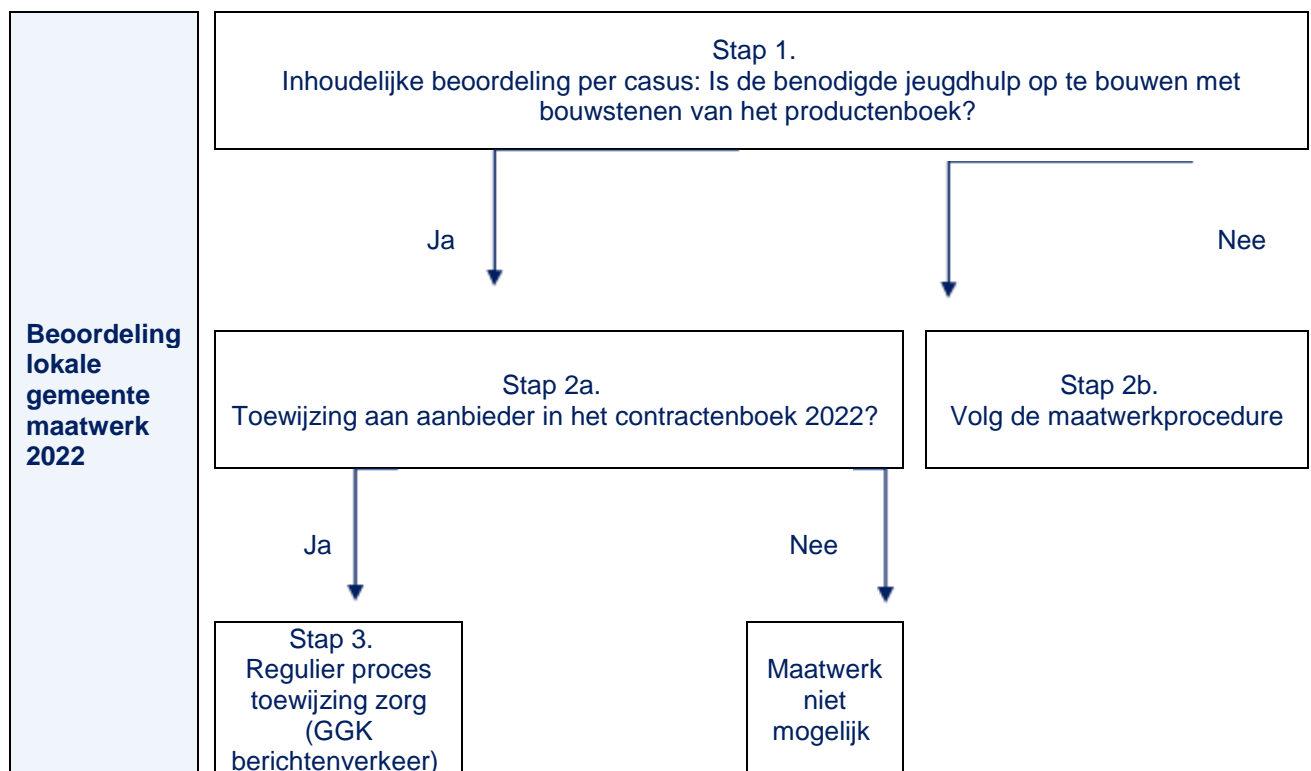 Stap 1.
Inhoudelijke beoordeling per casus: Is de benodigde jeugdhulp op te bouwen met
bouwstenen van het productenboek?
Ja
Nee
Beoordeling
lokale
gemeente
maatwerk
2022
Stap 2a.
Toewijzing aan aanbieder in het contractenboek 2022?
Stap 2b.
Volg de maatwerkprocedure
Ja
Nee
Stap 3.
Regulier proces
toewijzing zorg
(GGK
berichtenverkeer)
Maatwerk
niet
mogelijk